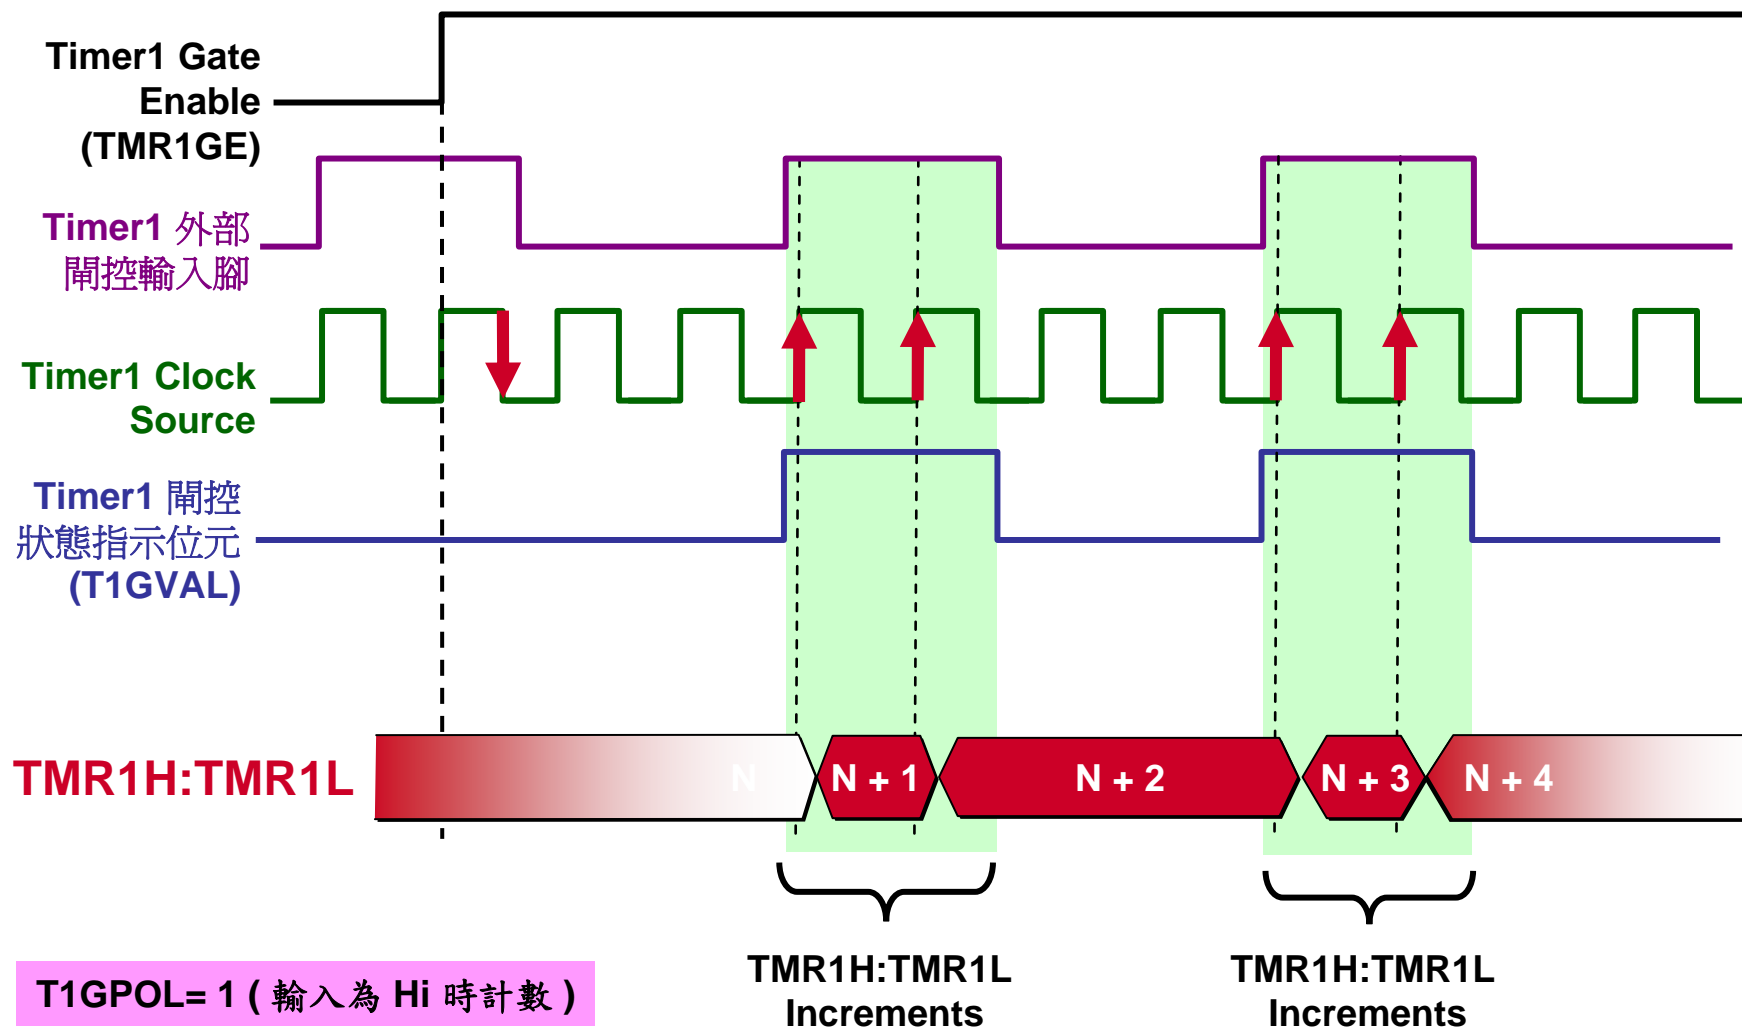 Timer1 Gate
Enable
(TMR1GE)
Timer1 外部
閘控輸入腳
Timer1 Clock
Source
Timer1 閘控
狀態指示位元
(T1GVAL)
TMR1H:TMR1L
N
N + 1
N + 2
N + 3
N + 4
TMR1H:TMR1L
Increments
TMR1H:TMR1L
Increments
T1GPOL= 1 ( 輸入為 Hi 時計數 )